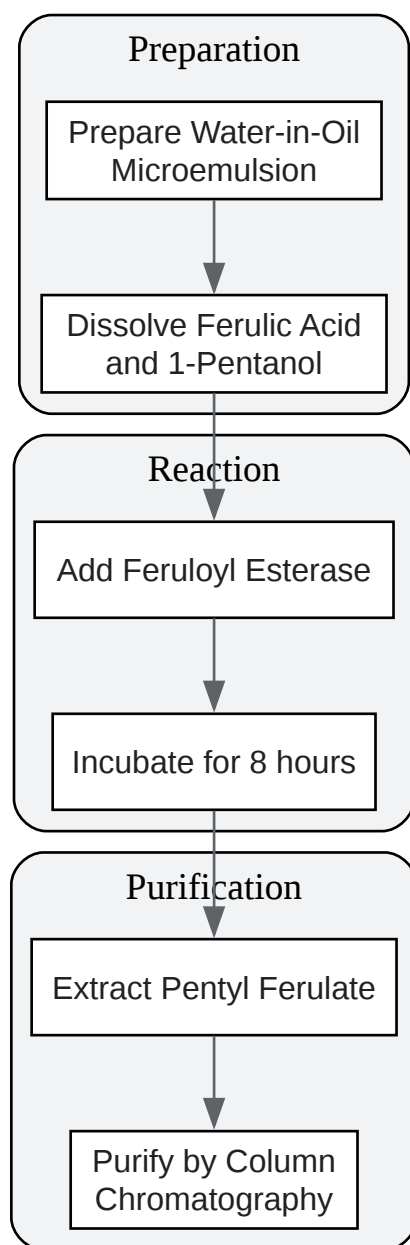 Preparation
Prepare Water-in-Oil
Microemulsion
Dissolve Ferulic Acid
and 1-Pentanol
Reaction
Add Feruloyl Esterase
Incubate for 8 hours
Purification
Extract Pentyl Ferulate
Purify by Column
Chromatography